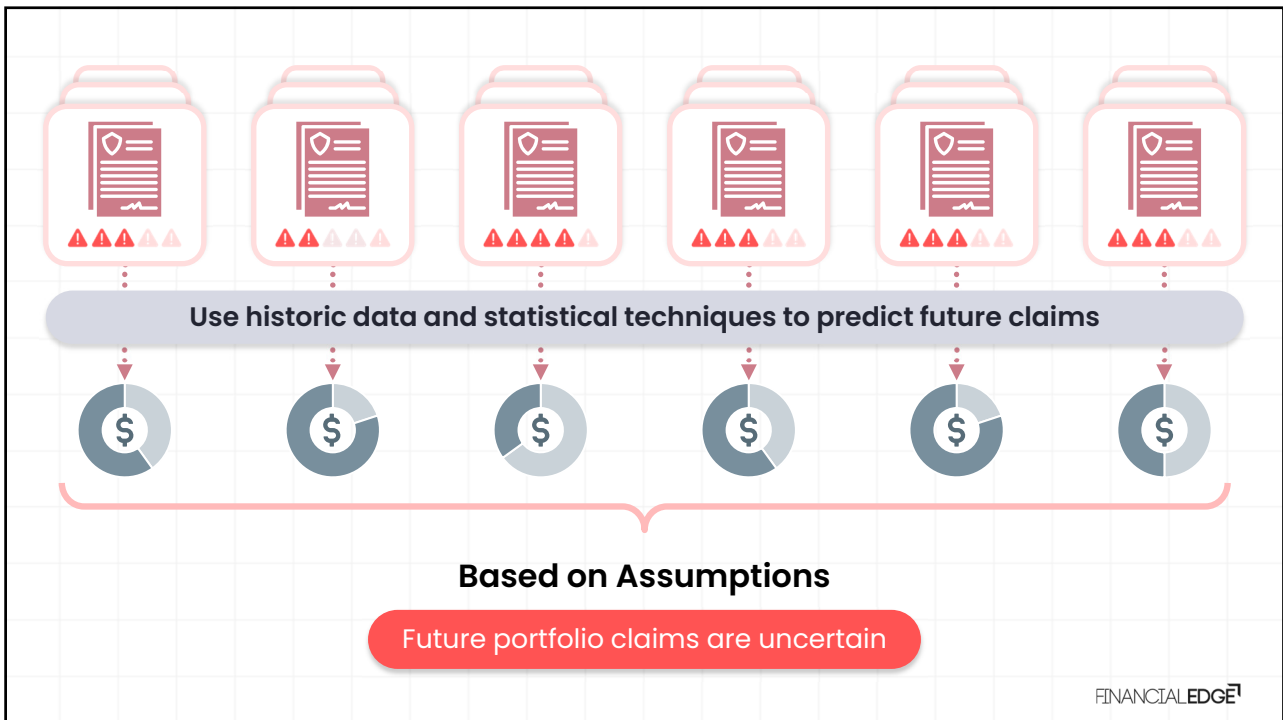 Use historic data and statistical techniques to predict future claims
$ $ $ $ $ $
Based on Assumptions
Future portfolio claims are uncertain
FINANCIALEDGE